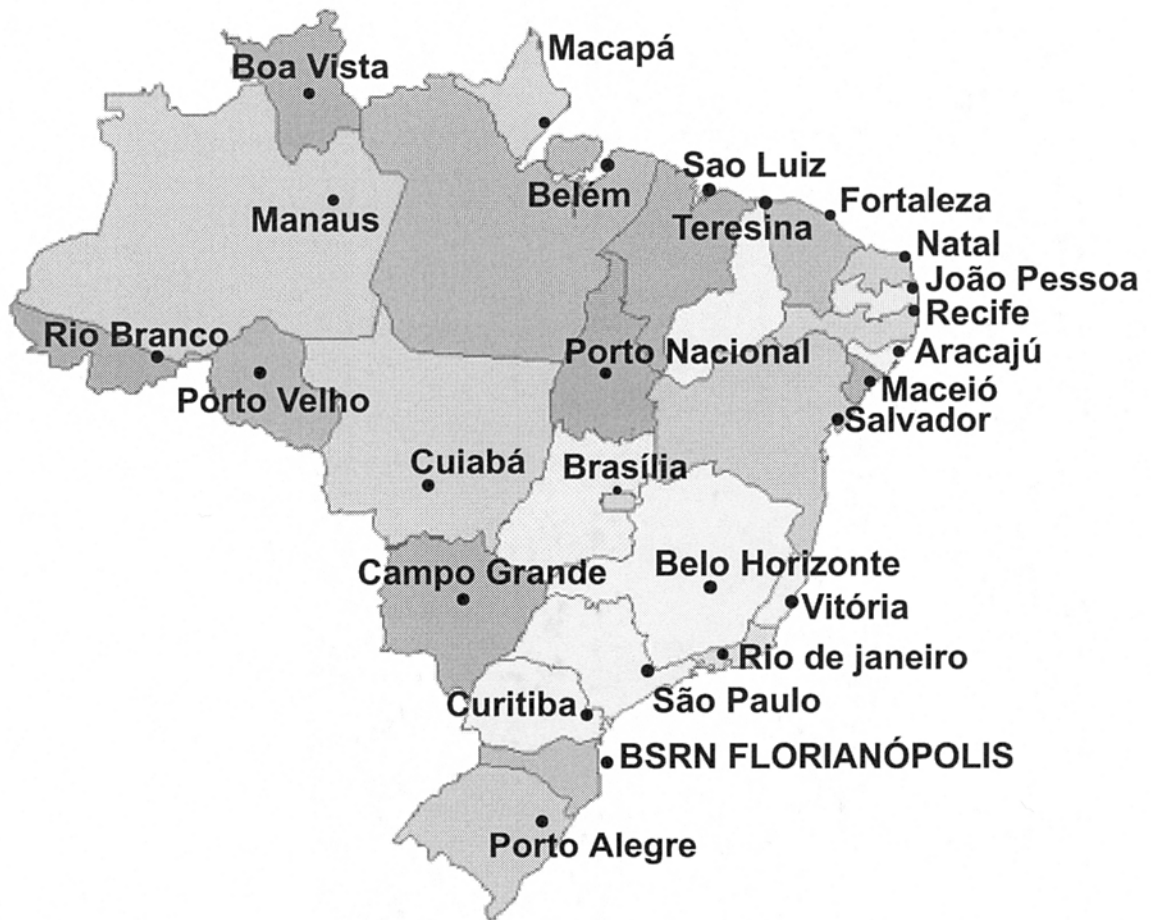 Macapá
Boa Vista
Sao Luiz
Belém
Fortaleza
Manaus
Teresina
Natal
João Pessoa
Recife
Rio Branco
Porto Nacional
Aracajú
Maceió
Porto Velho
Salvador
Cuiabá
Brasília
Belo Horizonte
Campo Grande
Vitória
Rio de janeiro
São Paulo
Curitiba
BSRN FLORIANÓPOLIS
Porto Alegre